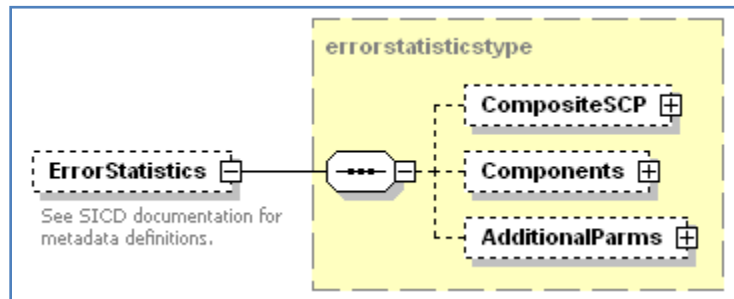 errorstatisticstype
CompositeSCP
ErrorStatistics
Components
See SICD documentation for
metadata definitions.
AdditionalParms